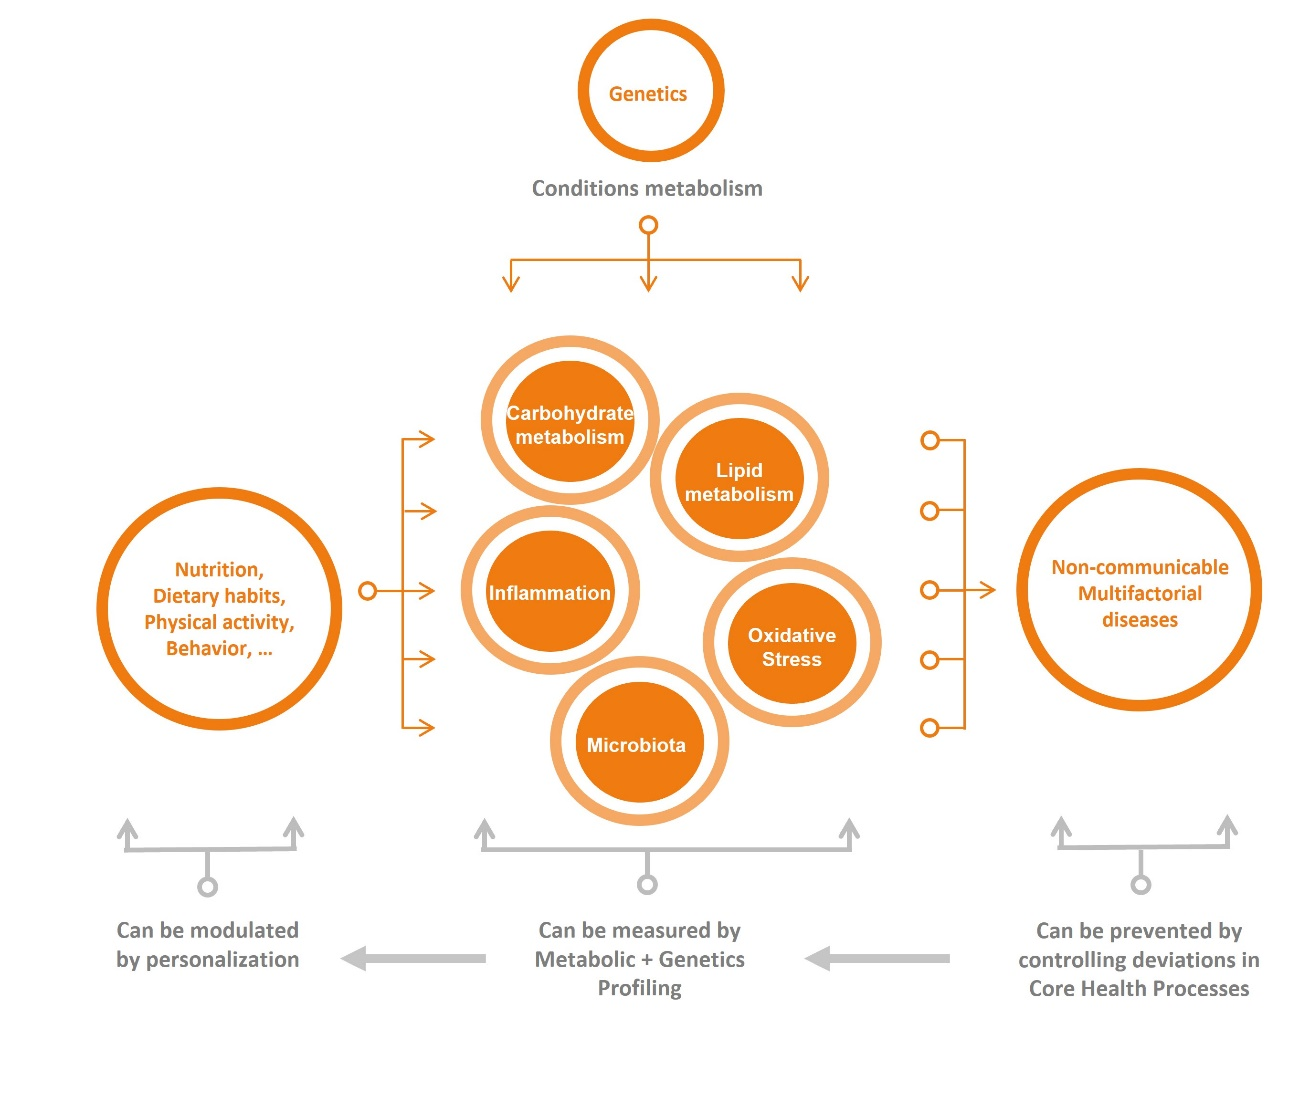 Genetics
Conditions metabolism
Carbohydrate
metabolism
Lipid
metabolism
Inflammation
Oxidative
Stress
Microbiota
Nutrition,
Dietary habits,
Physical activity,
Behavior, ...
Non-communicable
Multifactorial
diseases
Can be modulated
by personalization
Can be measured by
Metabolic + Genetics
Profiling
Can be prevented by
controlling deviations in
Core Health Processes